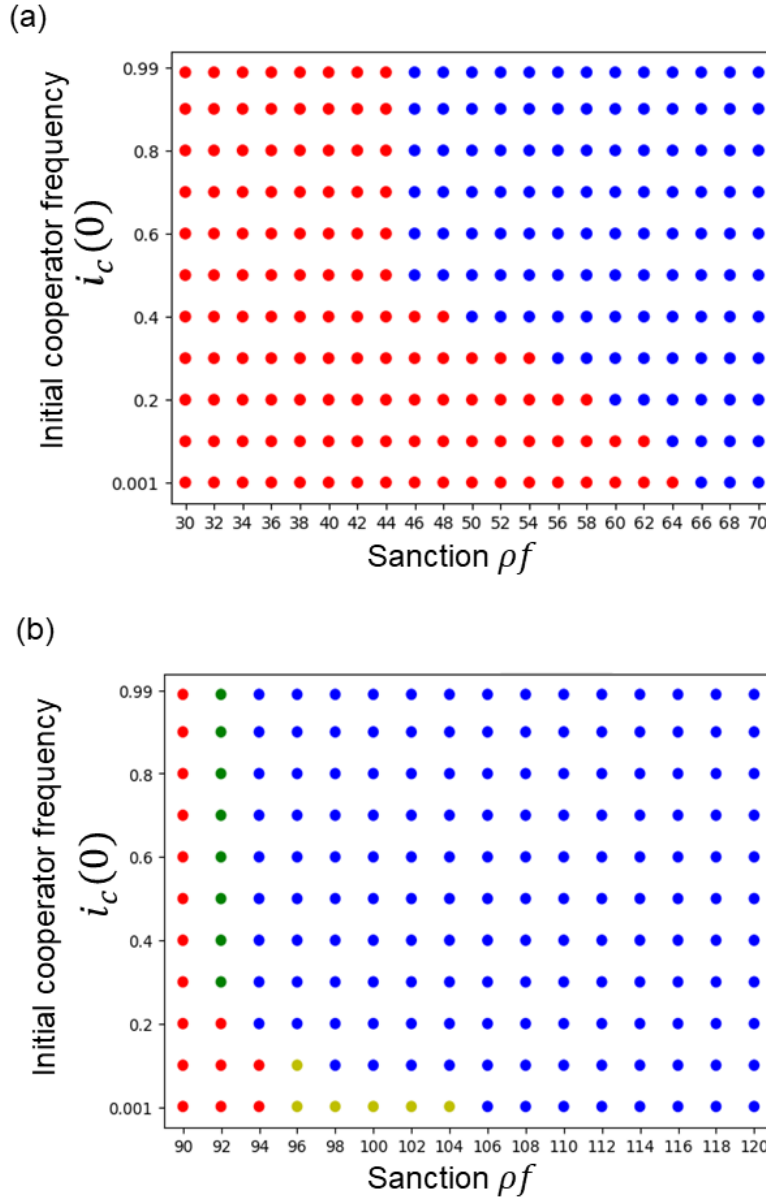 (a)
Initial cooperator frequency
i_c(0)
0.99
0.8
0.6
0.4
0.2
0.001
30 32 34 36 38 40 42 44 46 48 50 52 54 56 58 60 62 64 66 68 70
Sanction ρf
(b)
Initial cooperator frequency
i_c(0)
0.99
0.8
0.6
0.4
0.2
0.001
90 92 94 96 98 100 102 104 106 108 110 112 114 116 118 120
Sanction ρf